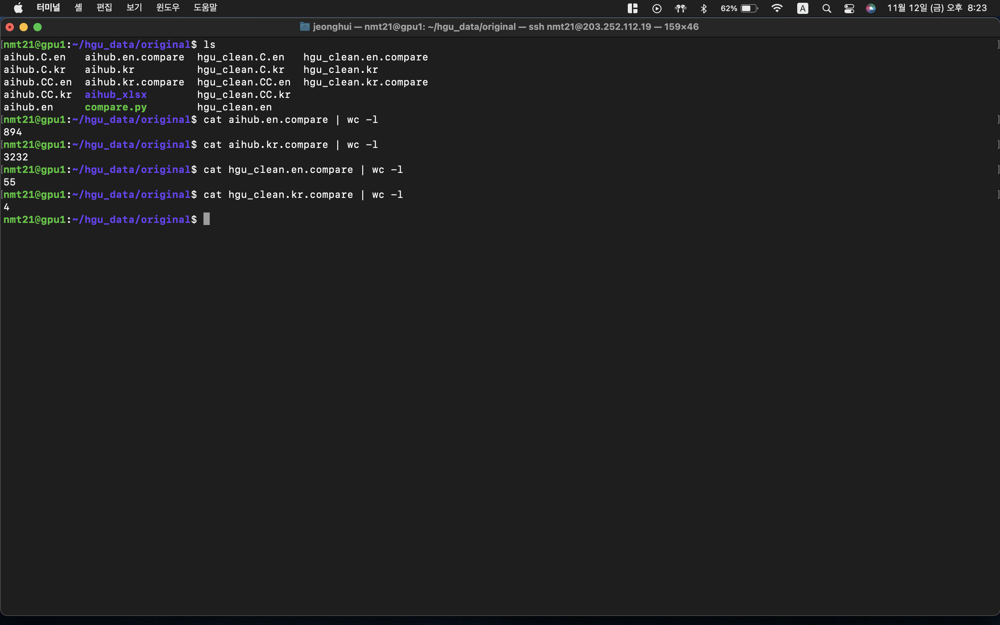 터미널 셸 편집 보기 윈도우 도움말 62% A 11월 12일 (금) 오후 8:23
jeonghui — nmt21@gpu1: ~/hgu_data/original — ssh nmt21@203.252.112.19 — 159×46
[nmt21@gpu1:~/hgu_data/original$ ls ]
aihub.C.en aihub.en.compare hgu_clean.C.en hgu_clean.en.compare
aihub.C.kr aihub.kr hgu_clean.C.kr hgu_clean.kr
aihub.CC.en aihub.kr.compare hgu_clean.CC.en hgu_clean.kr.compare
aihub.CC.kr aihub_xlsx hgu_clean.CC.kr
aihub.en compare.py hgu_clean.en
[nmt21@gpu1:~/hgu_data/original$ cat aihub.en.compare | wc -l ]
894
[nmt21@gpu1:~/hgu_data/original$ cat aihub.kr.compare | wc -l ]
3232
[nmt21@gpu1:~/hgu_data/original$ cat hgu_clean.en.compare | wc -l ]
55
[nmt21@gpu1:~/hgu_data/original$ cat hgu_clean.kr.compare | wc -l ]
4
nmt21@gpu1:~/hgu_data/original$